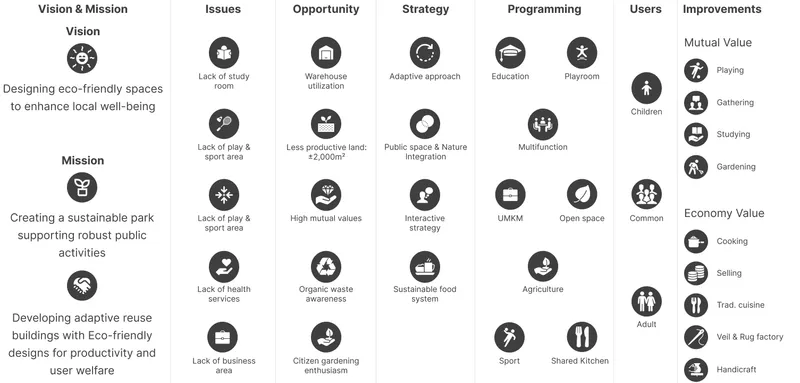 Vision & Mission
Vision
Designing eco-friendly spaces
to enhance local well-being
Mission
Creating a sustainable park
supporting robust public
activities
Developing adaptive reuse
buildings with Eco-friendly
designs for productivity and
user welfare
Issues
Lack of study
room
Lack of play &
sport area
Lack of play &
sport area
Lack of health
services
Lack of business
area
Opportunity
Warehouse
utilization
Less productive land:
±2,000m²
High mutual values
Organic waste
awareness
Citizen gardening
enthusiasm
Strategy
Adaptive approach
Public space & Nature
Integration
Interactive
strategy
Sustainable food
system
Programming
Education
Playroom
Multifunction
UMKM
Open space
Agriculture
Sport
Shared Kitchen
Users
Children
Common
Adult
Improvements
Mutual Value
Playing
Gathering
Studying
Gardening
Economy Value
Cooking
Selling
Trad. cuisine
Veil & Rug factory
Handicraft